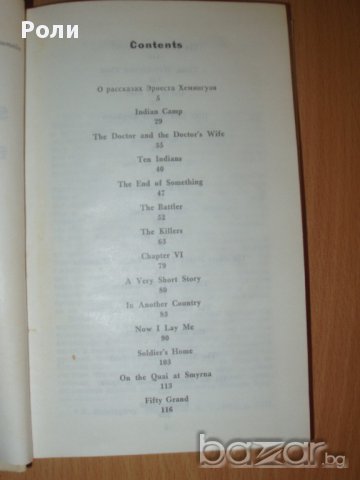 Роли
Contents
О рассказах Эрнеста Хемингуэя
5
Indian Camp
29
The Doctor and the Doctor's Wife
35
Ten Indians
40
The End of Something
47
The Battler
52
The Killers
63
Chapter VI
79
A Very Short Story
80
In Another Country
83
Now I Lay Me
90
Soldier's Home
103
On the Quai at Smyrna
113
Fifty Grand
116
bazar.bg